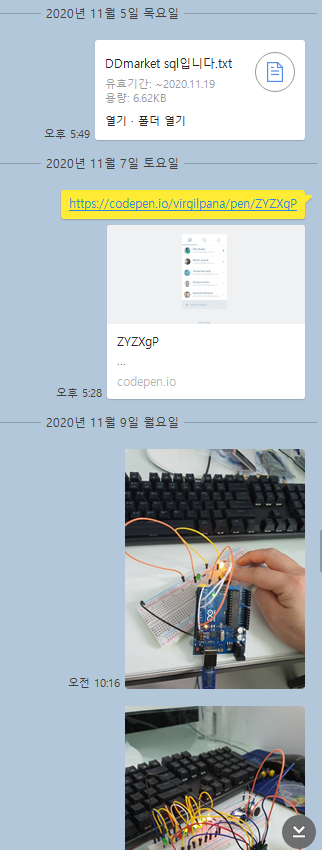 2020년 11월 5일 목요일
DDmarket sql입니다.txt
유효기간: ~2020.11.19
용량: 6.62KB
열기 · 폴더 열기
오후 5:49
2020년 11월 7일 토요일
https://codepen.io/virgilpana/pen/ZYZXgP
ZYZXgP
...
codepen.io
오후 5:28
2020년 11월 9일 월요일
오전 10:16